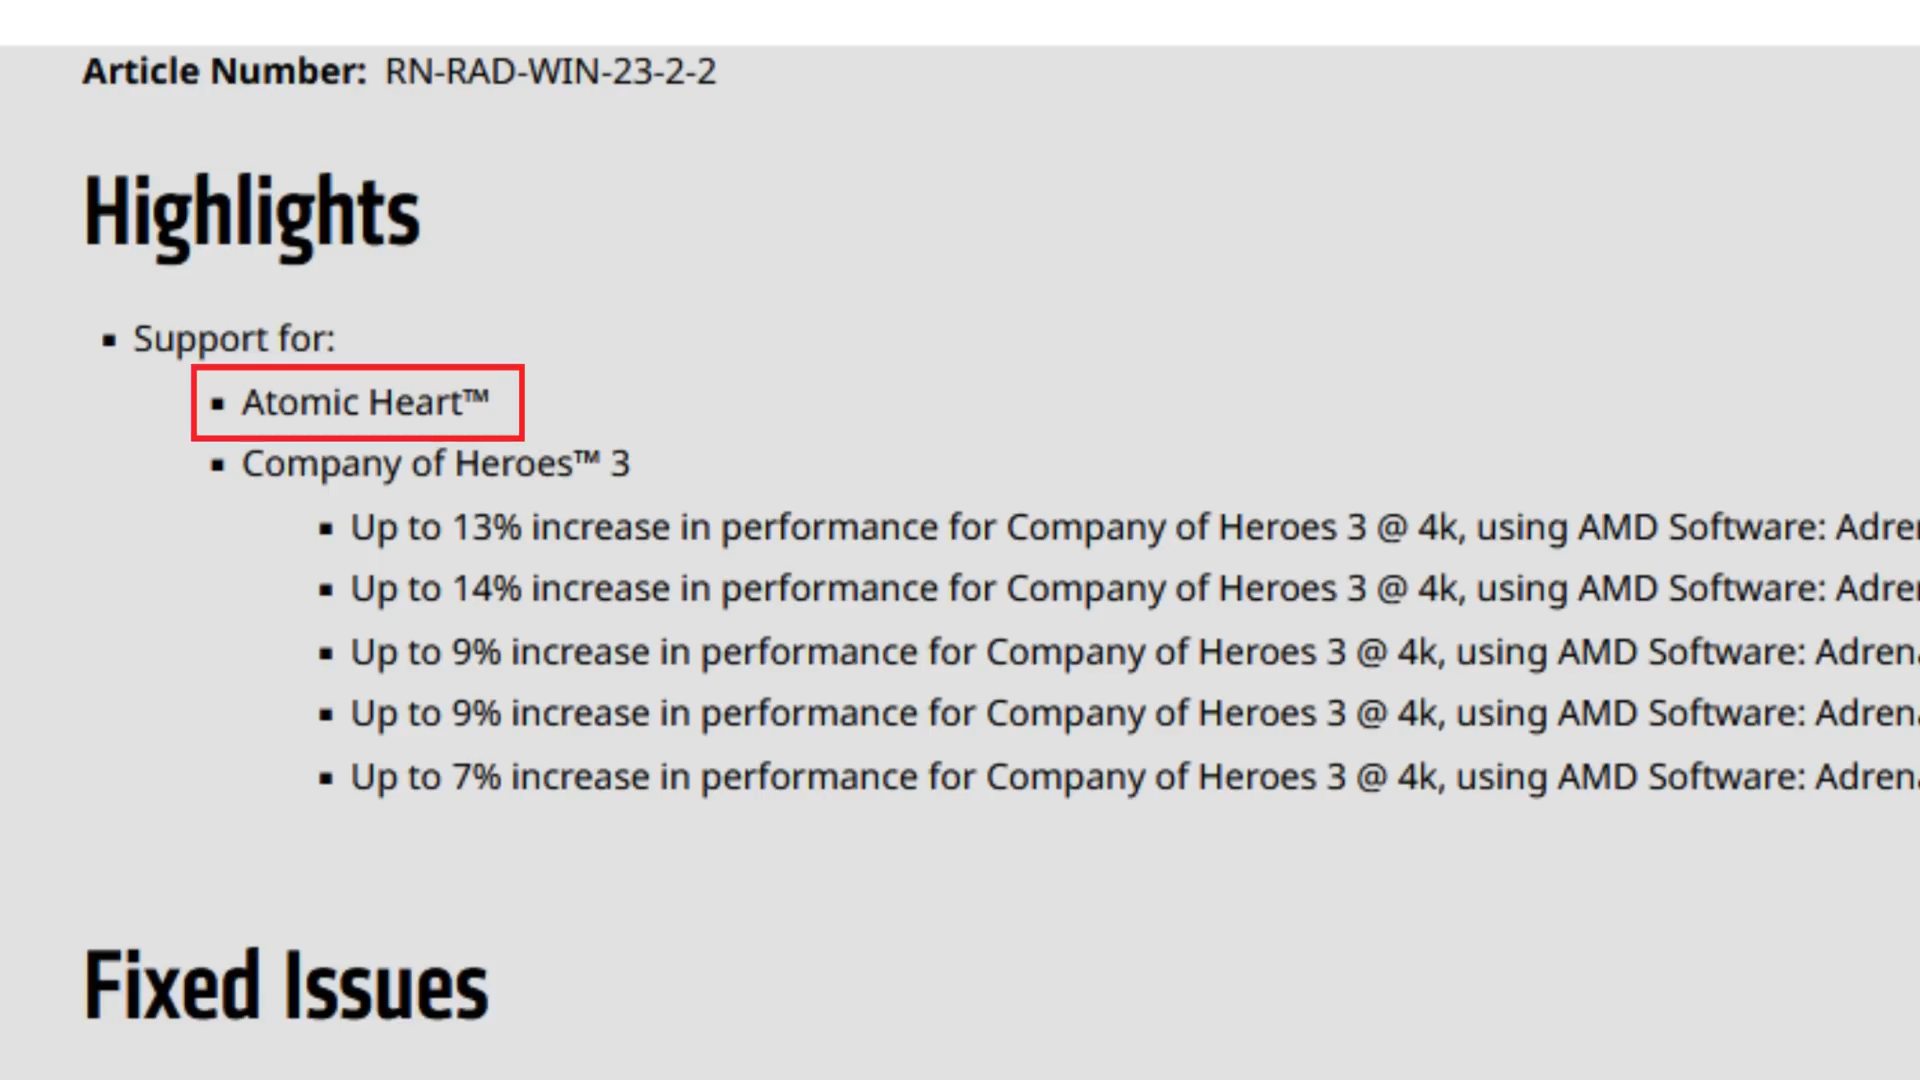 Article Number: RN-RAD-WIN-23-2-2
Highlights
Support for:
Atomic Heart™
Company of Heroes™ 3
Up to 13% increase in performance for Company of Heroes 3 @ 4k, using AMD Software:
Up to 14% increase in performance for Company of Heroes 3 @ 4k, using AMD Software:
Up to 9% increase in performance for Company of Heroes 3 @ 4k, using AMD Software:
Up to 9% increase in performance for Company of Heroes 3 @ 4k, using AMD Software:
Up to 7% increase in performance for Company of Heroes 3 @ 4k, using AMD Software:
Fixed Issues